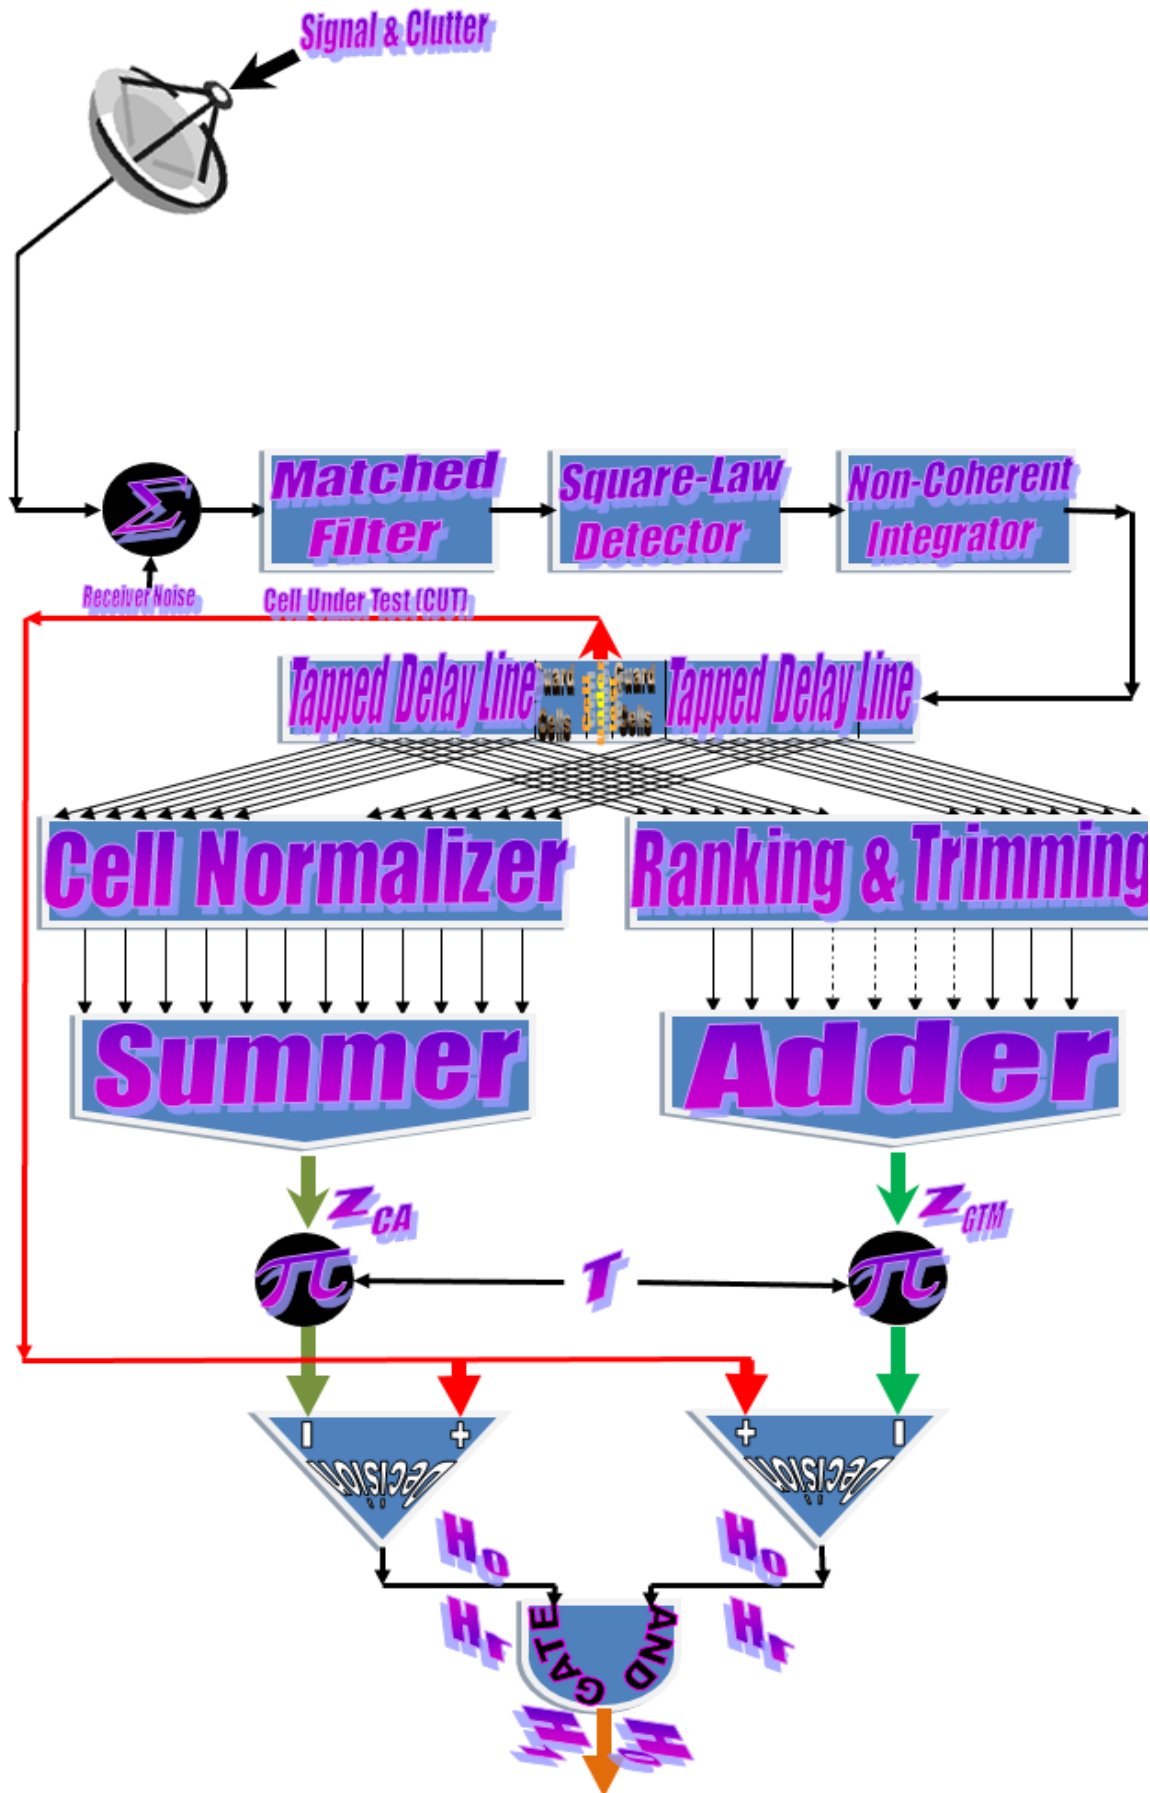 Signal & Clutter
Σ
Matched
Filter
Square-Law
Detector
Non-Coherent
Integrator
Receiver Noise
Cell Under Test (CUT)
Tapped Delay Line
Guard
Cells
Guard
Cells
Tapped Delay Line
Cell Normalizer
Ranking & Trimming
Summer
Adder
Z CA
Z GTM
π
T
π
- +
Decision
+ -
Decision
H0
H0
H1
H1
AND GATE
H1
H0